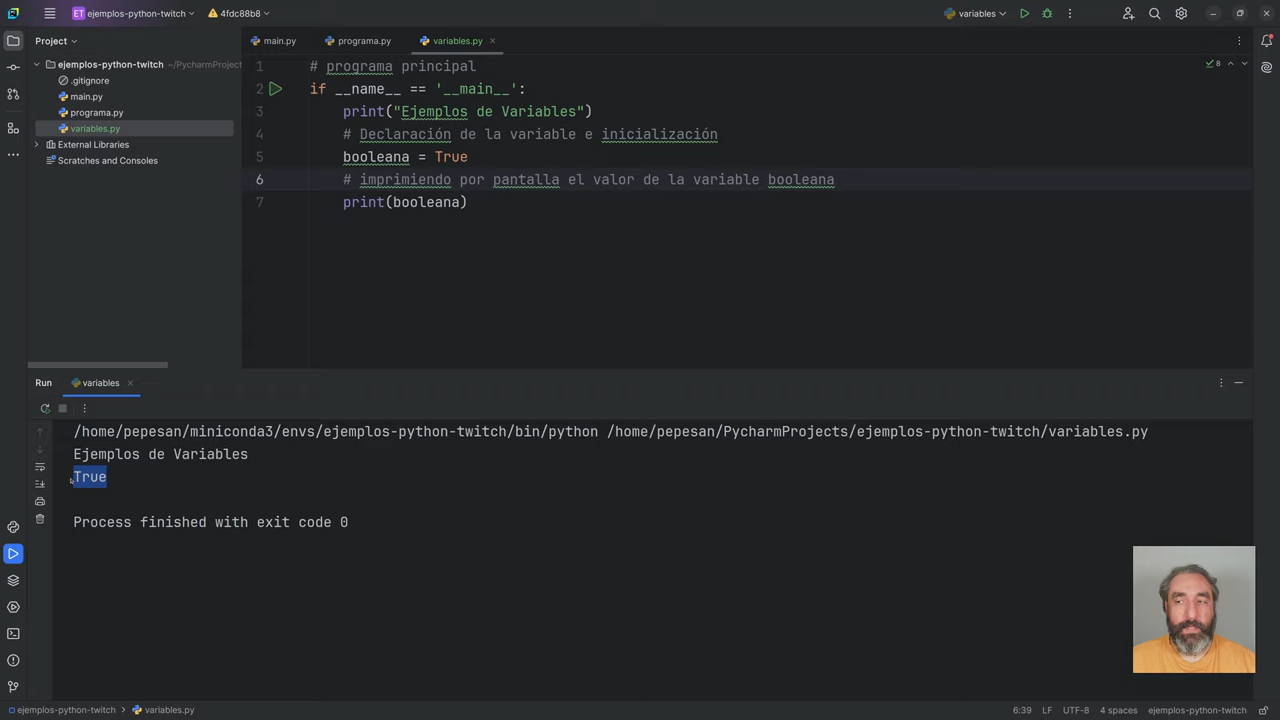 ET ejemplos-python-twitch
4fdc88b8
variables
Project
main.py
programa.py
variables.py
ejemplos-python-twitch ~/PycharmProject
.gitignore
main.py
programa.py
variables.py
External Libraries
Scratches and Consoles
1 # programa principal
2 if __name__ == '__main__':
3 print("Ejemplos de Variables")
4 # Declaración de la variable e inicialización
5 booleana = True
6 # imprimiendo por pantalla el valor de la variable booleana
7 print(booleana)
8
Run
variables
/home/pepesan/miniconda3/envs/ejemplos-python-twitch/bin/python /home/pepesan/PycharmProjects/ejemplos-python-twitch/variables.py
Ejemplos de Variables
True
Process finished with exit code 0
ejemplos-python-twitch
variables.py
6:39 LF UTF-8 4 spaces ejemplos-python-twitch